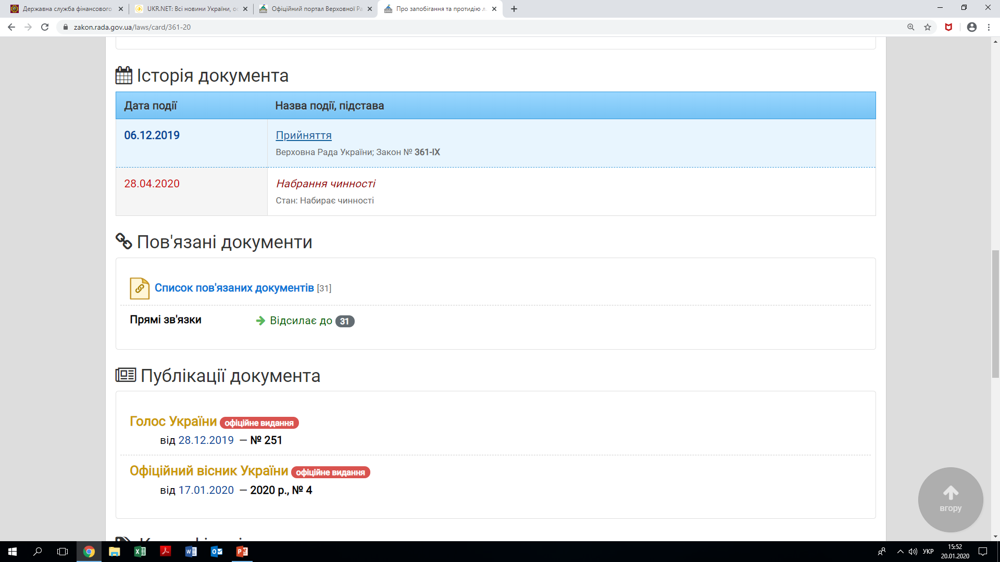 Державна служба фінансового
UKR.NET: Всі новини України, ос
Офіційний портал Верховної Ра
Про запобігання та протидію л
zakon.rada.gov.ua/laws/card/361-20
Історія документа
Дата події Назва події, підстава
06.12.2019 Прийняття
Верховна Рада України; Закон № 361-IX
28.04.2020 Набрання чинності
Стан: Набирає чинності
Пов'язані документи
Список пов'язаних документів [31]
Прямі зв'язки Відсилає до 31
Публікації документа
Голос України офіційне видання
від 28.12.2019 — № 251
Офіційний вісник України офіційне видання
від 17.01.2020 — 2020 р., № 4
вгору
УКР
15:52
20.01.2020